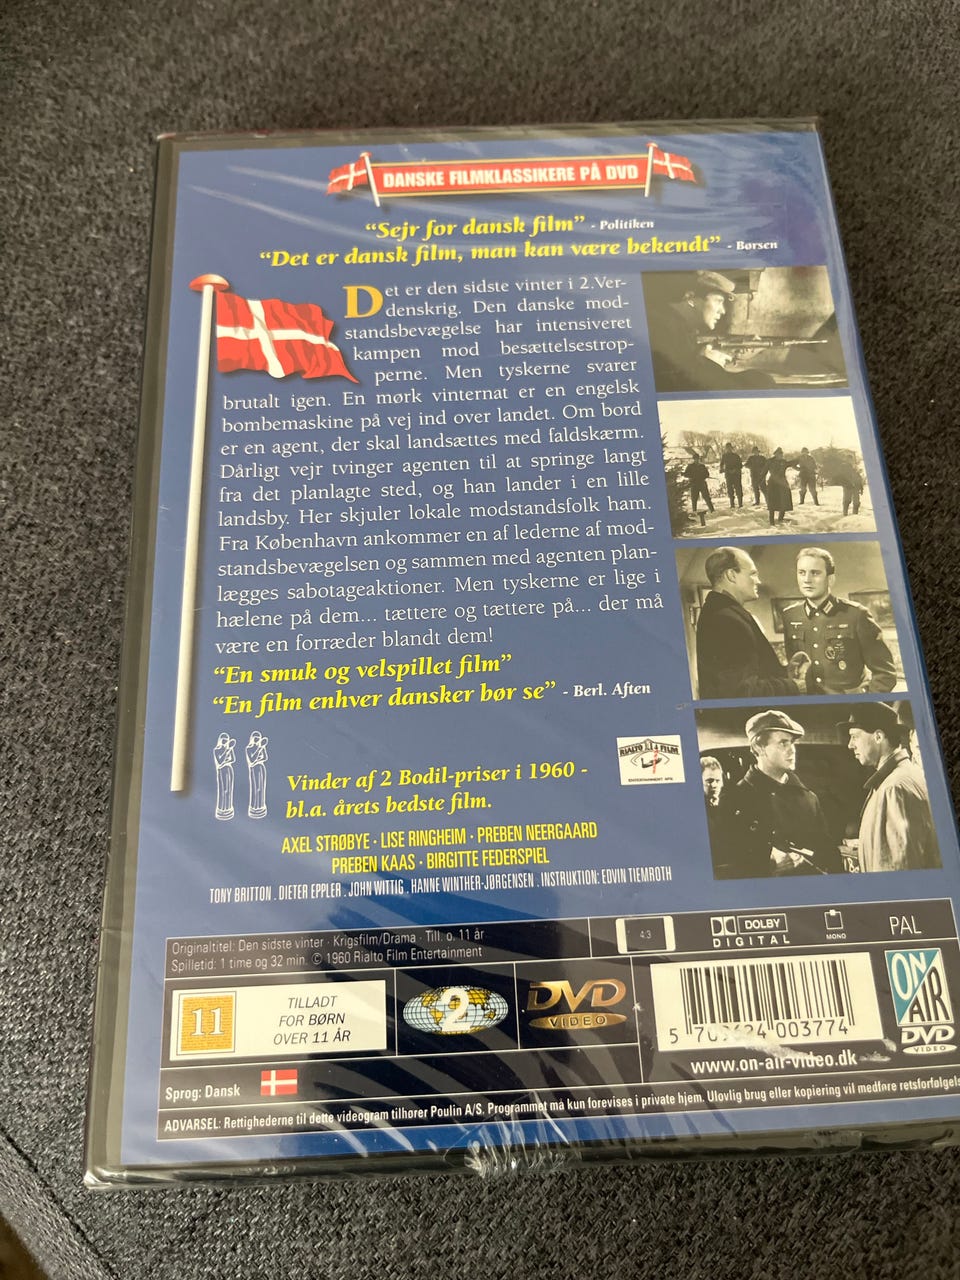 DANSKE FILMKLASSIKERE PÅ DVD
"Sejr for dansk film" - Politiken
"Det er dansk film, man kan være bekendt" - Børsen
Det er den sidste vinter i 2.Ver-
denskrig. Den danske mod-
standsbevægelse har intensiveret
kampen mod besættelsestrop-
perne. Men tyskerne svarer
brutalt igen. En mørk vinternat er en engelsk
bombemaskine på vej ind over landet. Om bord
er en agent, der skal landsættes med faldskærm.
Dårligt vejr tvinger agenten til at springe langt
fra det planlagte sted, og han lander i en lille
landsby. Her skjuler lokale modstandsfolk ham.
Fra København ankommer en af lederne af mod-
standsbevægelsen og sammen med agenten plan-
lægges sabotageaktioner. Men tyskerne er lige i
hælene på dem... tættere og tættere på... der må
være en forræder blandt dem!
"En smuk og velspillet film"
"En film enhver dansker bør se" - Berl. Aften
RIALTO FILM
ENTERTAINMENT APS
Vinder af 2 Bodil-priser i 1960 -
bl.a. årets bedste film.
AXEL STRØBYE · LISE RINGHEIM · PREBEN NEERGAARD
PREBEN KAAS · BIRGITTE FEDERSPIEL
TONY BRITTON . DIETER EPPLER . JOHN WITTIG . HANNE WINTHER-JØRGENSEN . INSTRUKTION: EDVIN TIEMROTH
Originaltitel: Den sidste vinter · Krigsfilm/Drama · Till. o. 11 år
Spilletid: 1 time og 32 min. © 1960 Rialto Film Entertainment
4:3
DOLBY
DIGITAL
MONO
PAL
11
TILLADT
FOR BØRN
OVER 11 ÅR
2
DVD
VIDEO
5 703624 003774
ON
AIR
DVD
VIDEO
www.on-air-video.dk
Sprog: Dansk
ADVARSEL: Rettighederne til dette videogram tilhører Poulin A/S. Programmet må kun forevises i private hjem. Ulovlig brug eller kopiering vil medføre retsforfølgels